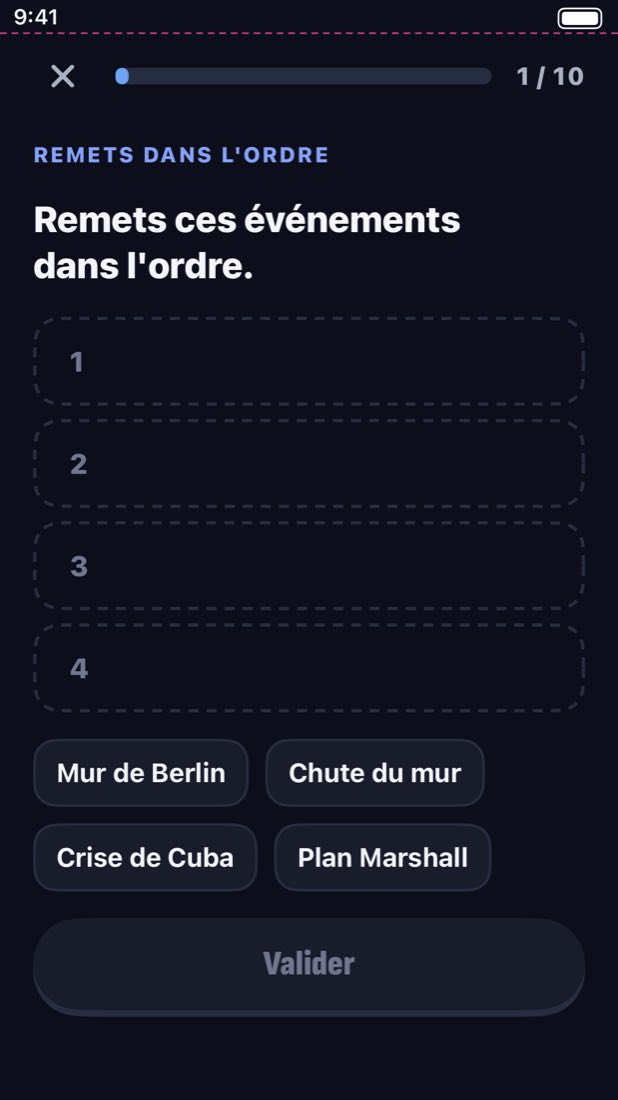 9:41
1 / 10
REMETS DANS L'ORDRE
Remets ces événements
dans l'ordre.
1
2
3
4
Mur de Berlin
Chute du mur
Crise de Cuba
Plan Marshall
Valider